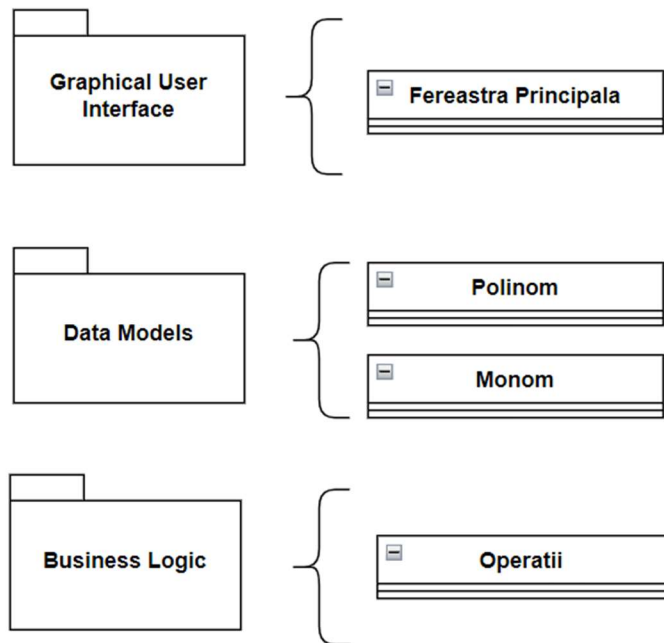 Graphical User
Interface
Fereastra Principala
Data Models
Polinom
Monom
Business Logic
Operatii